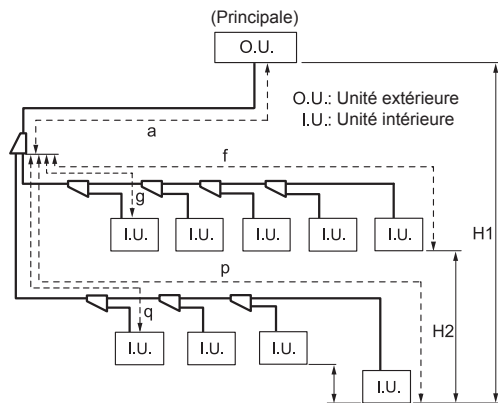 (Principale)
O.U.
O.U.: Unité extérieure
I.U.: Unité intérieure
a
f
g
H1
I.U. I.U. I.U. I.U. I.U.
p
H2
q
I.U. I.U. I.U.
I.U.